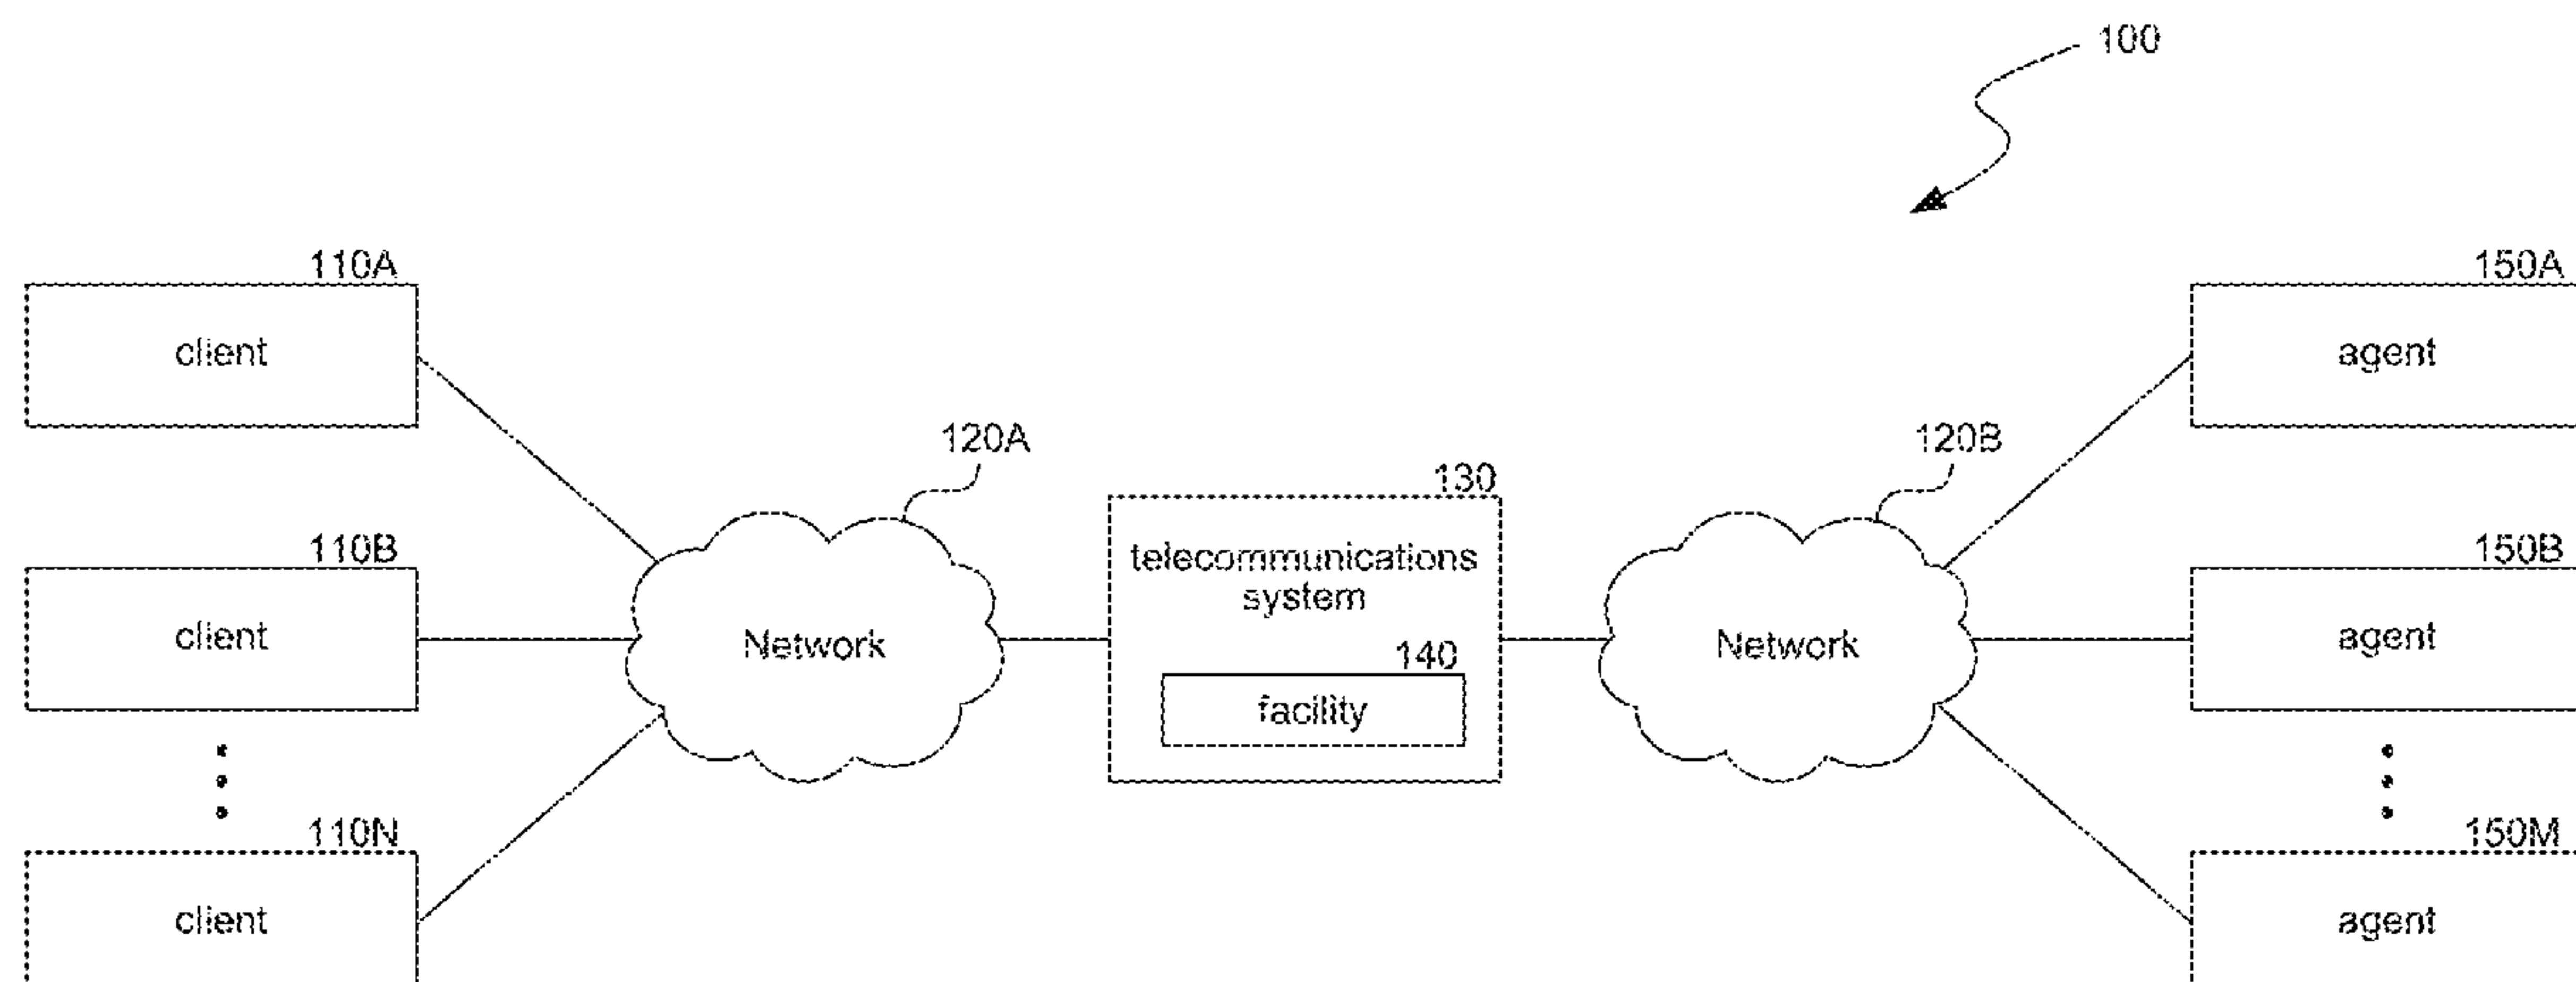 100
110A
client
150A
agent
120A
120B
130
telecommunications
system
110B
client
Network
140
facility
Network
150B
agent
110N
client
150M
agent